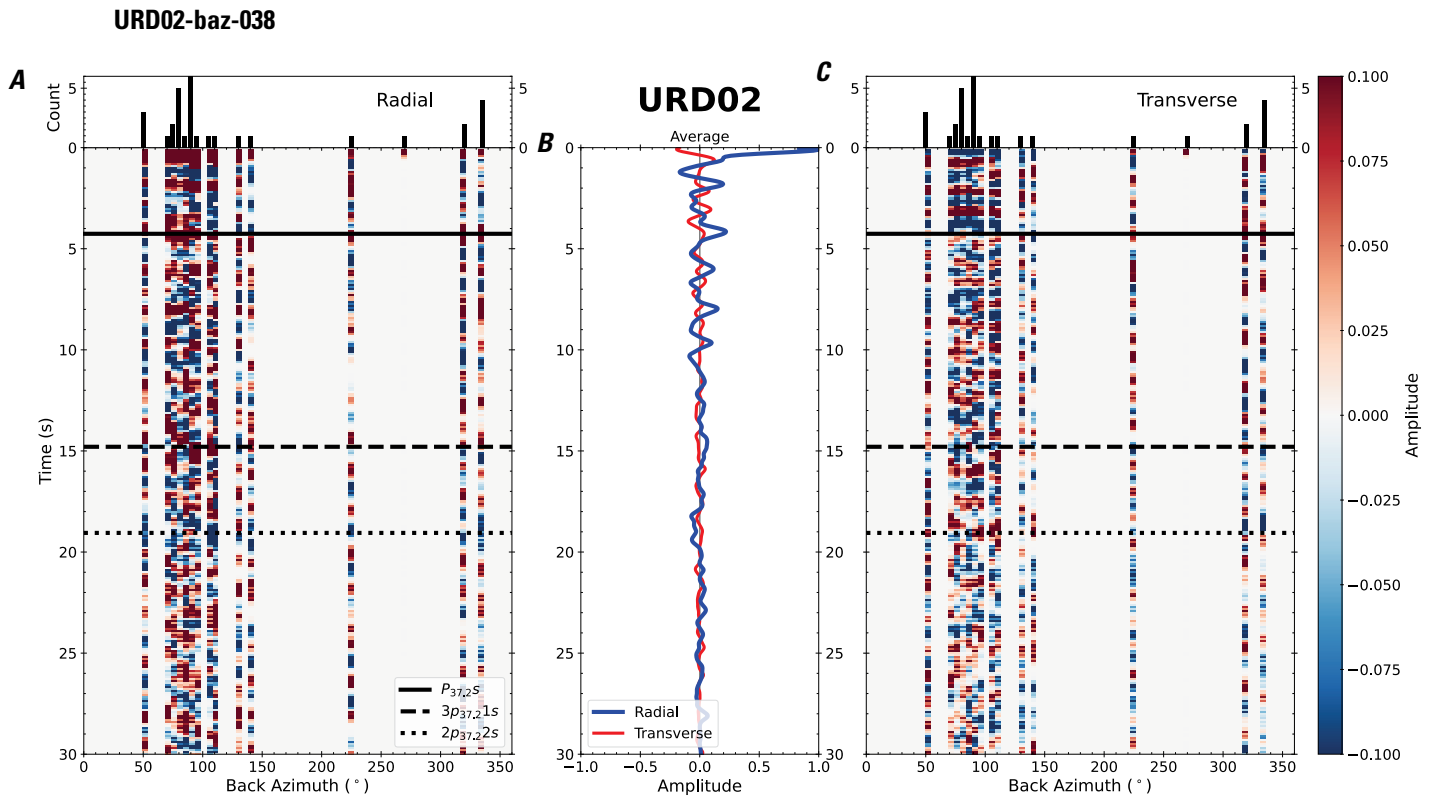 URD02-baz-038
A
5
0
Count
Radial
5
0
0
5
10
15
20
25
30
Time (s)
P37.2s
3p37.21s
2p37.22s
0 50 100 150 200 250 300 350
Back Azimuth (°)
B
URD02
Average
0
5
10
15
20
25
30
Radial
Transverse
−1.0 −0.5 0.0 0.5 1.0
Amplitude
C
5
0
Transverse
5
0
0 50 100 150 200 250 300 350
Back Azimuth (°)
0.100
0.075
0.050
0.025
0.000
−0.025
−0.050
−0.075
−0.100
Amplitude